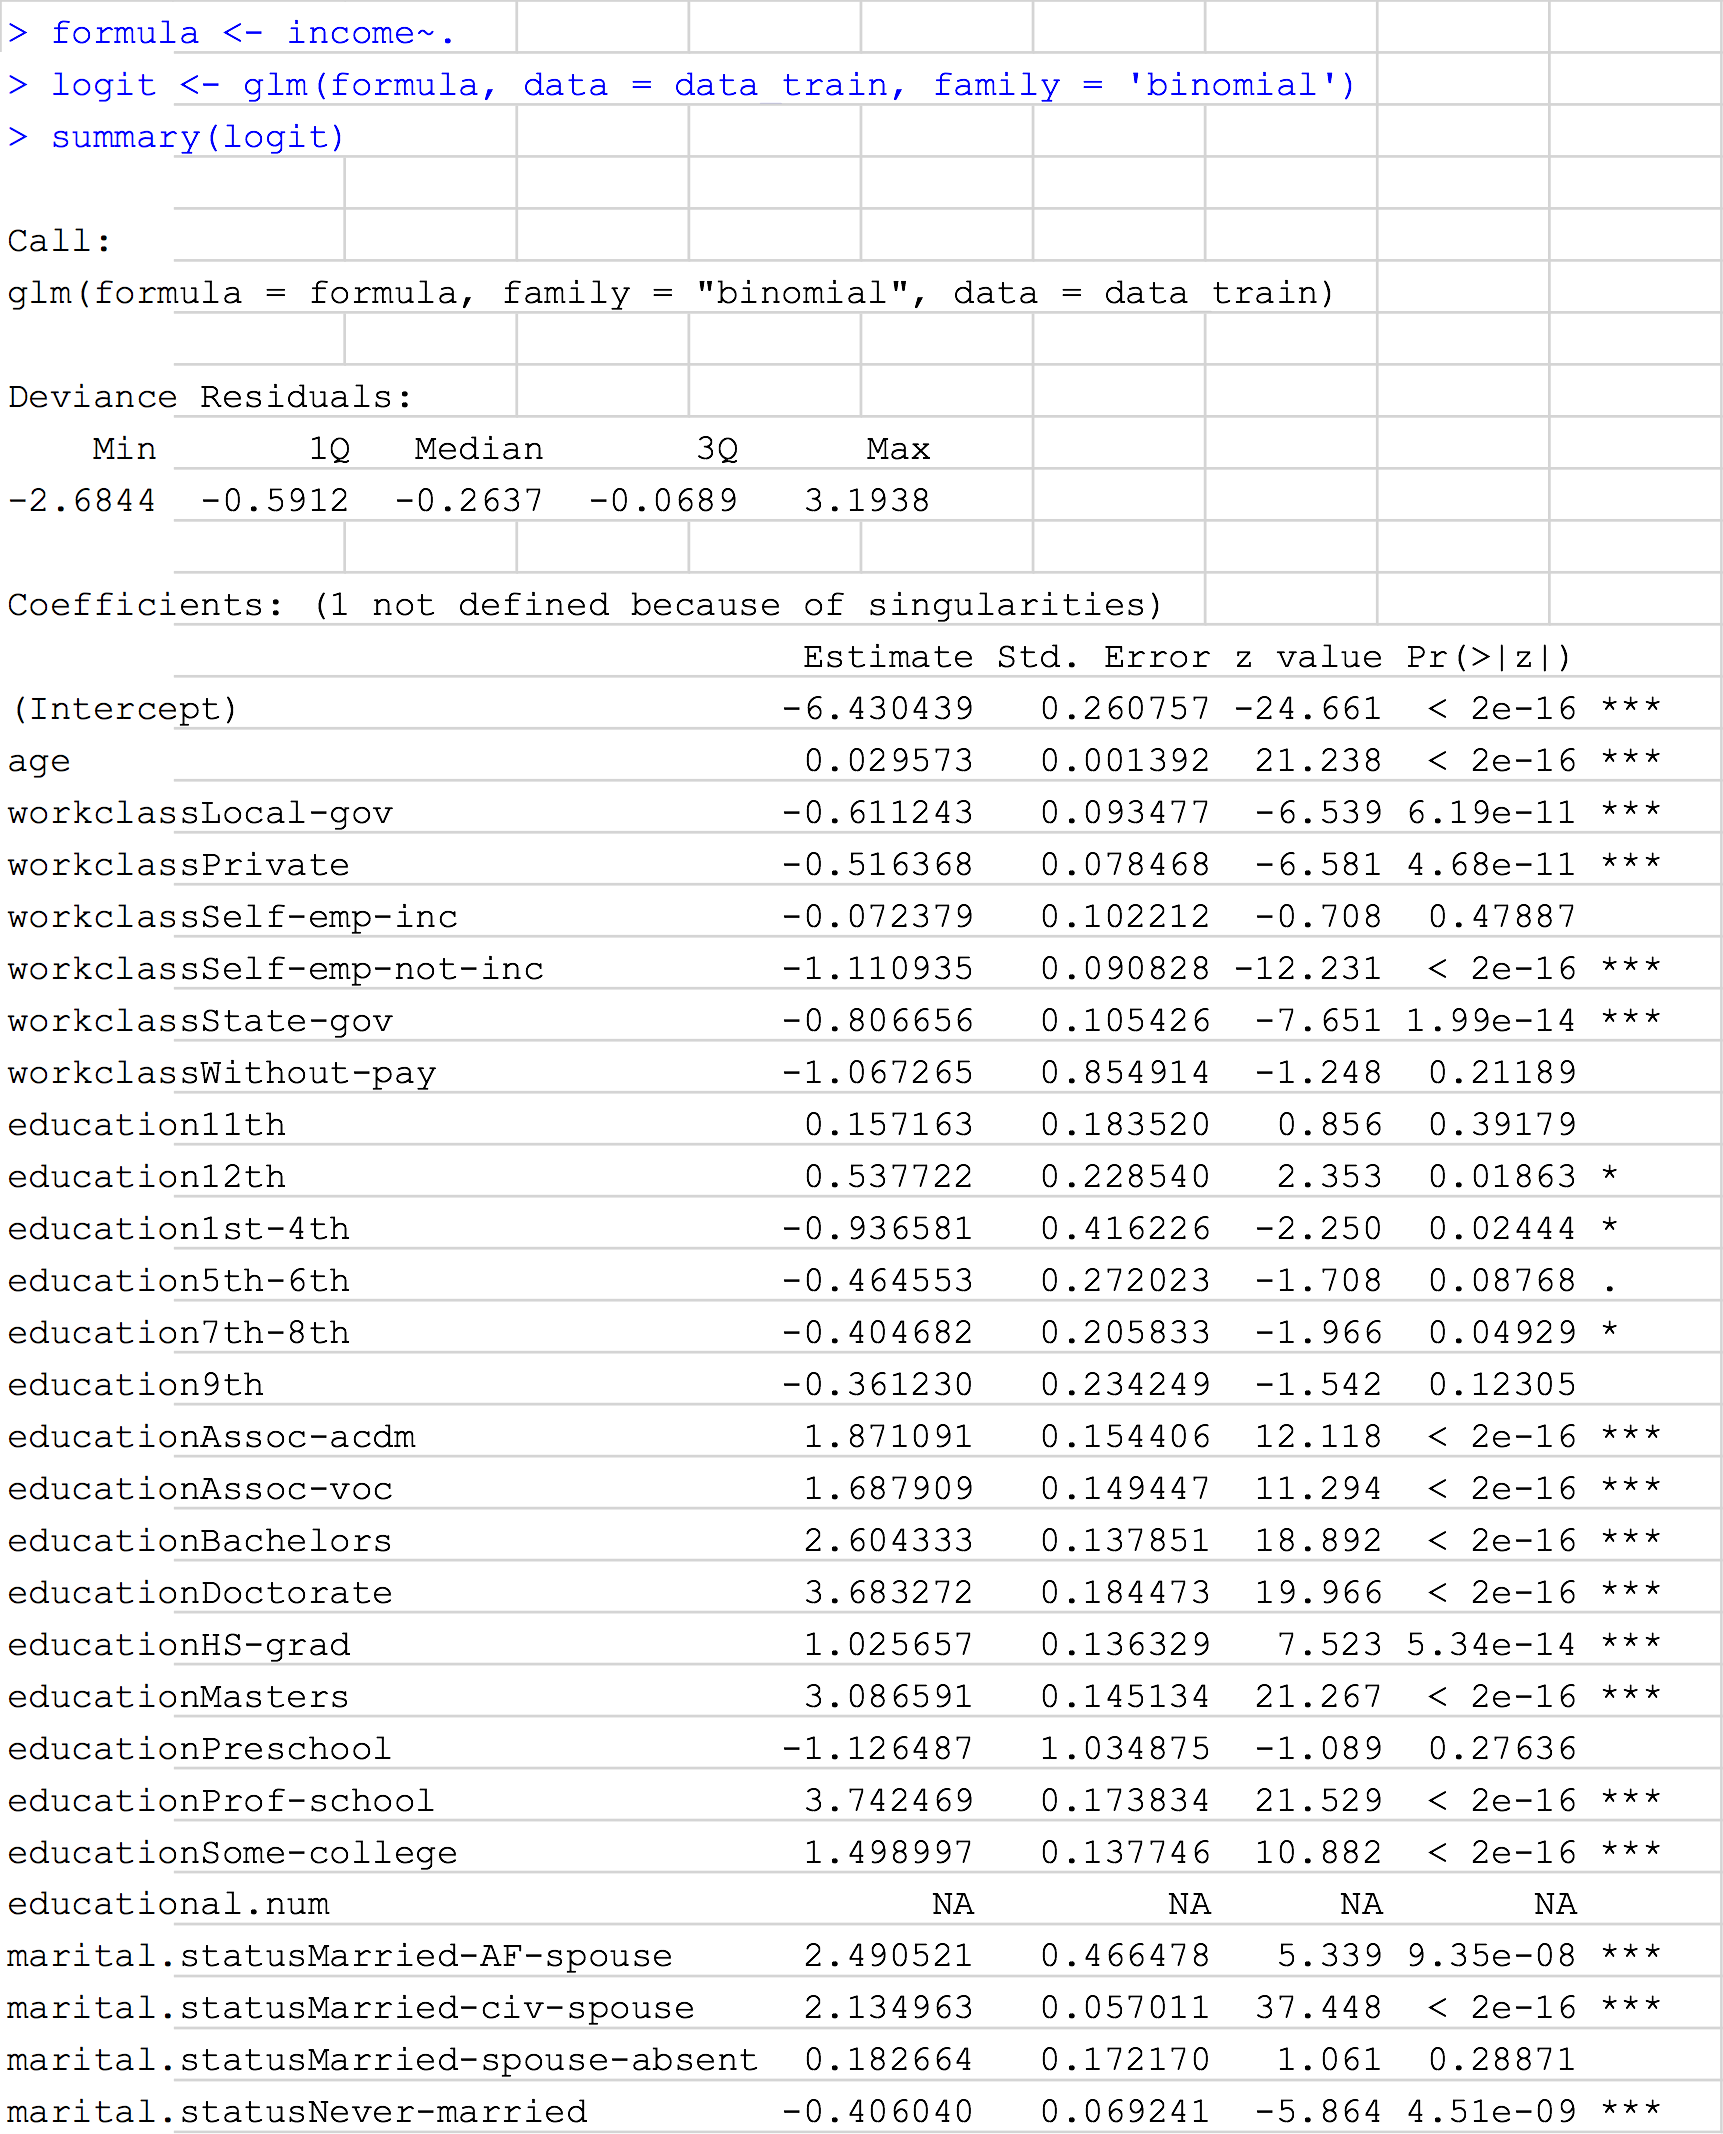 > formula <- income~.
> logit <- glm(formula, data = data_train, family = 'binomial')
> summary(logit)
Call:
glm(formula = formula, family = "binomial", data = data_train)
Deviance Residuals:
Min 1Q Median 3Q Max
-2.6844 -0.5912 -0.2637 -0.0689 3.1938
Coefficients: (1 not defined because of singularities)
Estimate Std. Error z value Pr(>|z|)
(Intercept) -6.430439 0.260757 -24.661 < 2e-16 ***
age 0.029573 0.001392 21.238 < 2e-16 ***
workclassLocal-gov -0.611243 0.093477 -6.539 6.19e-11 ***
workclassPrivate -0.516368 0.078468 -6.581 4.68e-11 ***
workclassSelf-emp-inc -0.072379 0.102212 -0.708 0.47887
workclassSelf-emp-not-inc -1.110935 0.090828 -12.231 < 2e-16 ***
workclassState-gov -0.806656 0.105426 -7.651 1.99e-14 ***
workclassWithout-pay -1.067265 0.854914 -1.248 0.21189
education11th 0.157163 0.183520 0.856 0.39179
education12th 0.537722 0.228540 2.353 0.01863 *
education1st-4th -0.936581 0.416226 -2.250 0.02444 *
education5th-6th -0.464553 0.272023 -1.708 0.08768 .
education7th-8th -0.404682 0.205833 -1.966 0.04929 *
education9th -0.361230 0.234249 -1.542 0.12305
educationAssoc-acdm 1.871091 0.154406 12.118 < 2e-16 ***
educationAssoc-voc 1.687909 0.149447 11.294 < 2e-16 ***
educationBachelors 2.604333 0.137851 18.892 < 2e-16 ***
educationDoctorate 3.683272 0.184473 19.966 < 2e-16 ***
educationHS-grad 1.025657 0.136329 7.523 5.34e-14 ***
educationMasters 3.086591 0.145134 21.267 < 2e-16 ***
educationPreschool -1.126487 1.034875 -1.089 0.27636
educationProf-school 3.742469 0.173834 21.529 < 2e-16 ***
educationSome-college 1.498997 0.137746 10.882 < 2e-16 ***
educational.num NA NA NA NA
marital.statusMarried-AF-spouse 2.490521 0.466478 5.339 9.35e-08 ***
marital.statusMarried-civ-spouse 2.134963 0.057011 37.448 < 2e-16 ***
marital.statusMarried-spouse-absent 0.182664 0.172170 1.061 0.28871
marital.statusNever-married -0.406040 0.069241 -5.864 4.51e-09 ***